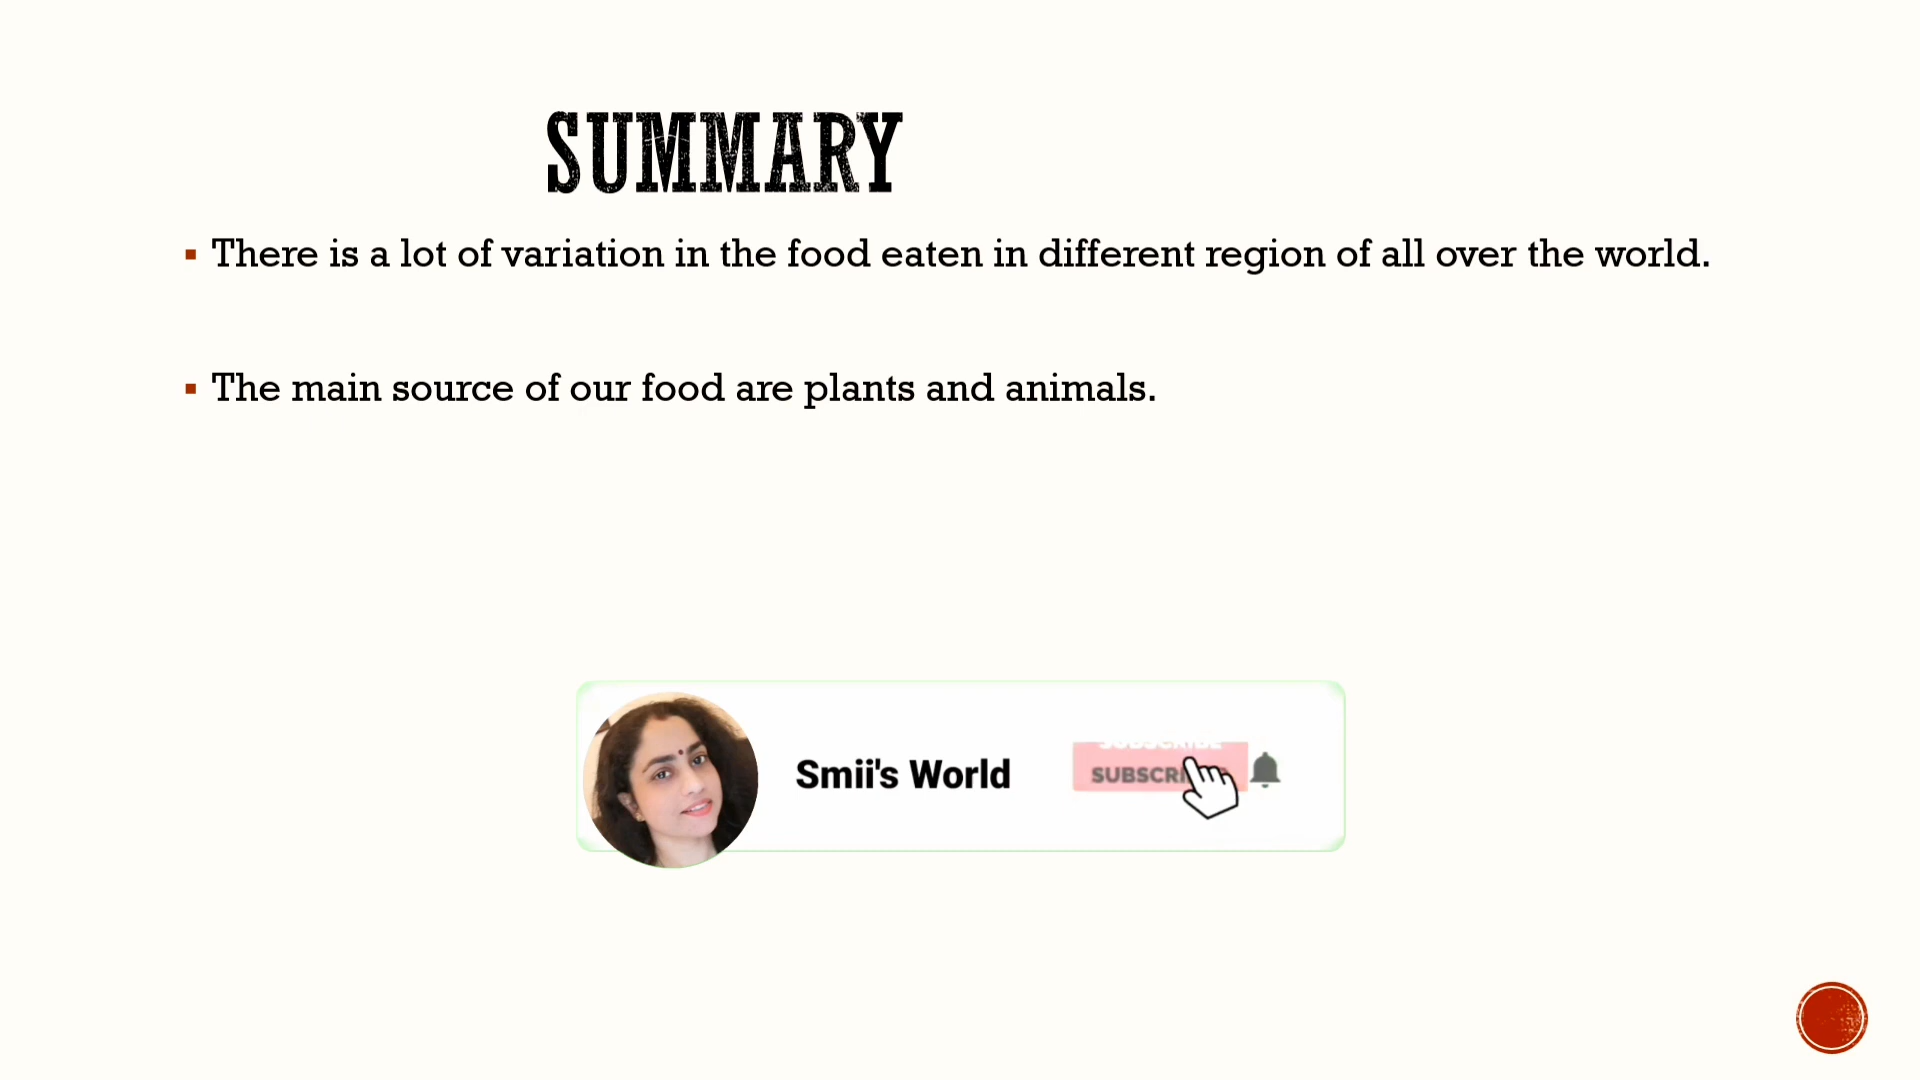 SUMMARY
There is a lot of variation in the food eaten in different region of all over the world.
The main source of our food are plants and animals.
Smii's World
SUBSCRIBE